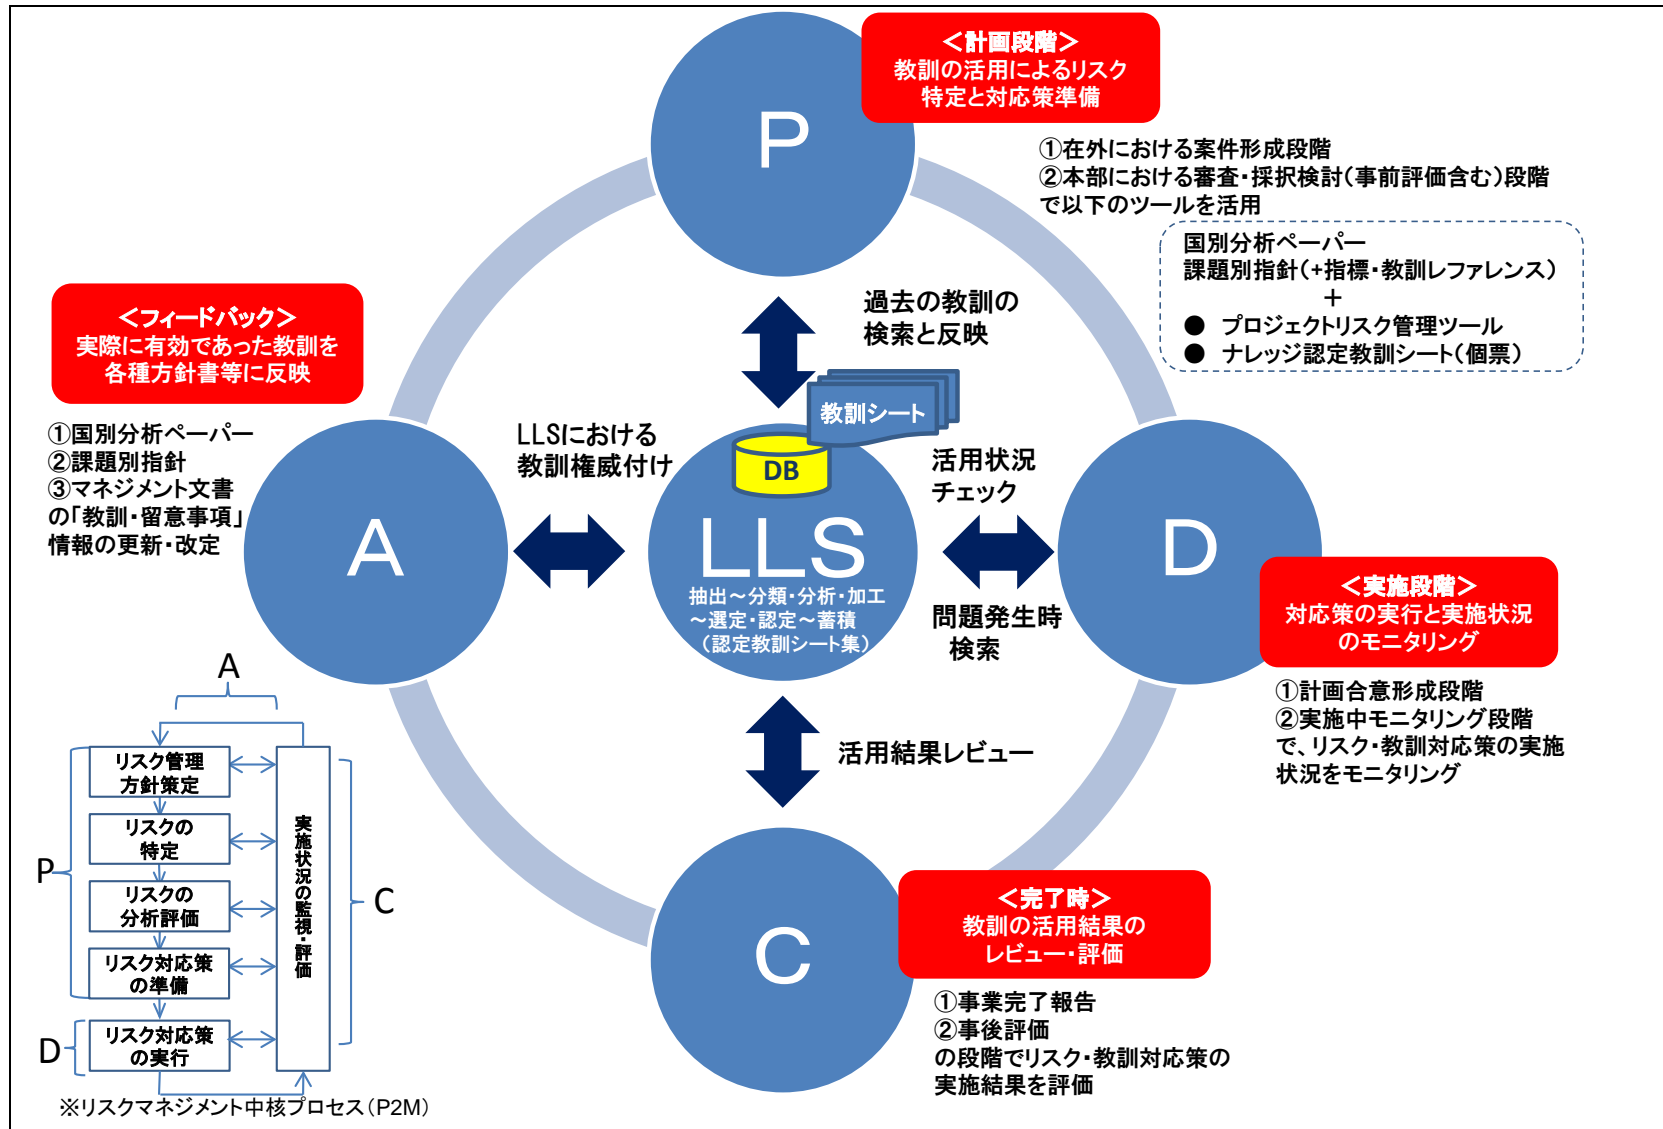 P
＜計画段階＞
教訓の活用によるリスク
特定と対応策準備
①在外における案件形成段階
②本部における審査・採択検討（事前評価含む）段階
で以下のツールを活用
国別分析ペーパー
課題別指針（+指標・教訓レファレンス）
＋
● プロジェクトリスク管理ツール
● ナレッジ認定教訓シート（個票）
過去の教訓の
検索と反映
＜フィードバック＞
実際に有効であった教訓を
各種方針書等に反映
①国別分析ペーパー
②課題別指針
③マネジメント文書
の「教訓・留意事項」
情報の更新・改定
A
LLSにおける
教訓権威付け
教訓シート
DB
LLS
抽出～分類・分析・加工
～選定・認定～蓄積
（認定教訓シート集）
活用状況
チェック
問題発生時
検索
D
＜実施段階＞
対応策の実行と実施状況
のモニタリング
①計画合意形成段階
②実施中モニタリング段階
で、リスク・教訓対応策の実施
状況をモニタリング
活用結果レビュー
C
＜完了時＞
教訓の活用結果の
レビュー・評価
①事業完了報告
②事後評価
の段階でリスク・教訓対応策の
実施結果を評価
A
リスク管理
方針策定
リスクの
特定
P
リスクの
分析評価
リスク対応策
の準備
D
リスク対応策
の実行
実施状況の監視・評価
C
※リスクマネジメント中核プロセス（P2M）